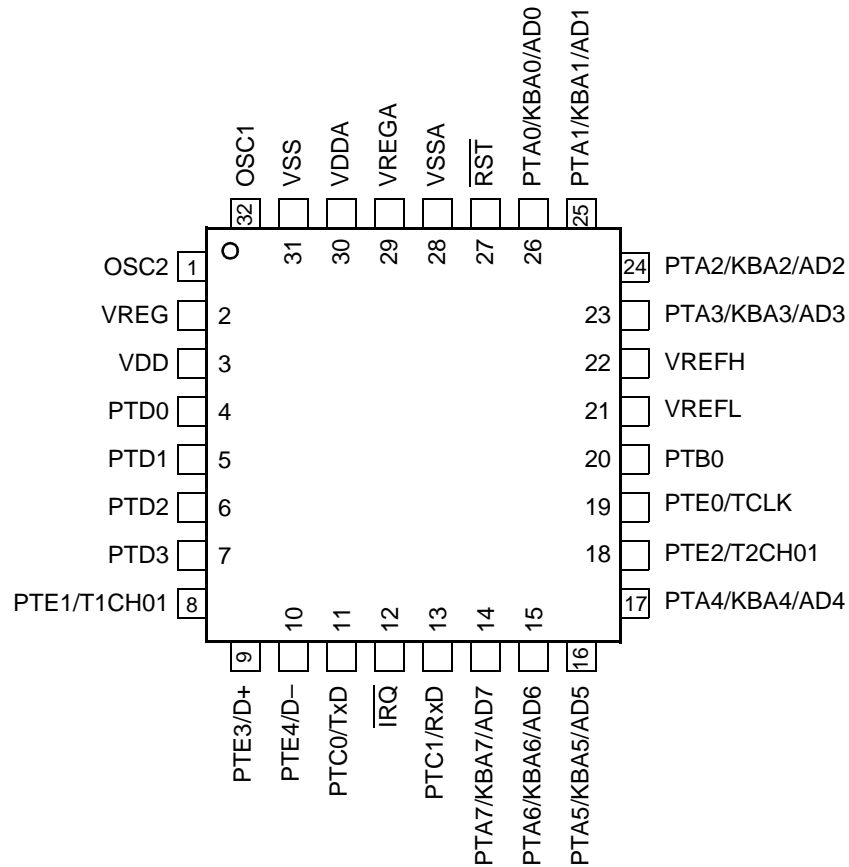 OSC1
VSS
VDDA
VREGA
VSSA
RST
PTA0/KBA0/AD0
PTA1/KBA1/AD1
32
31
30
29
28
27
26
25
OSC2 1
VREG 2
VDD 3
PTD0 4
PTD1 5
PTD2 6
PTD3 7
PTE1/T1CH01 8
24 PTA2/KBA2/AD2
23 PTA3/KBA3/AD3
22 VREFH
21 VREFL
20 PTB0
19 PTE0/TCLK
18 PTE2/T2CH01
17 PTA4/KBA4/AD4
9
10
11
12
13
14
15
16
PTE3/D+
PTE4/D–
PTC0/TxD
IRQ
PTC1/RxD
PTA7/KBA7/AD7
PTA6/KBA6/AD6
PTA5/KBA5/AD5